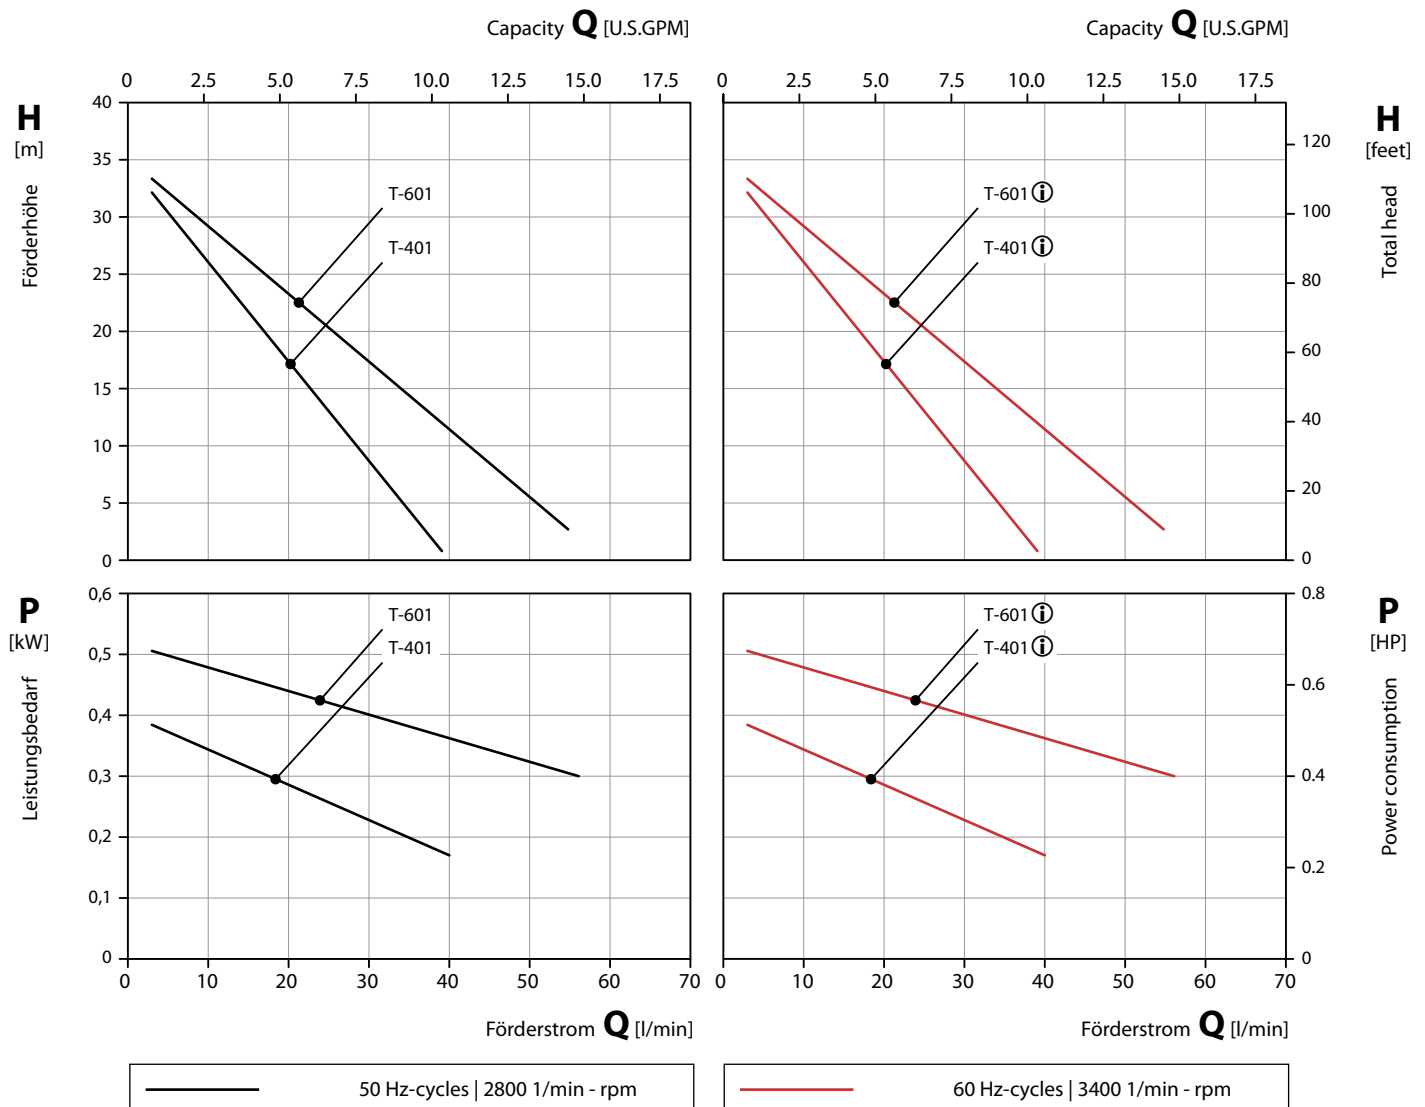 Capacity Q [U.S.GPM]
Capacity Q [U.S.GPM]
0 2.5 5.0 7.5 10.0 12.5 15.0 17.5
0 2.5 5.0 7.5 10.0 12.5 15.0 17.5
H
[m]
Förderhöhe
40
35
30
25
20
15
10
5
0
T-601
T-401
T-601 i
T-401 i
H
[feet]
Total head
120
100
80
60
40
20
0
P
[kW]
Leistungsbedarf
0,6
0,5
0,4
0,3
0,2
0,1
0
T-601
T-401
T-601 i
T-401 i
P
[HP]
Power consumption
0.8
0.6
0.4
0.2
0
0 10 20 30 40 50 60 70
0 10 20 30 40 50 60 70
Förderstrom Q [l/min]
Förderstrom Q [l/min]
50 Hz-cycles | 2800 1/min - rpm
60 Hz-cycles | 3400 1/min - rpm